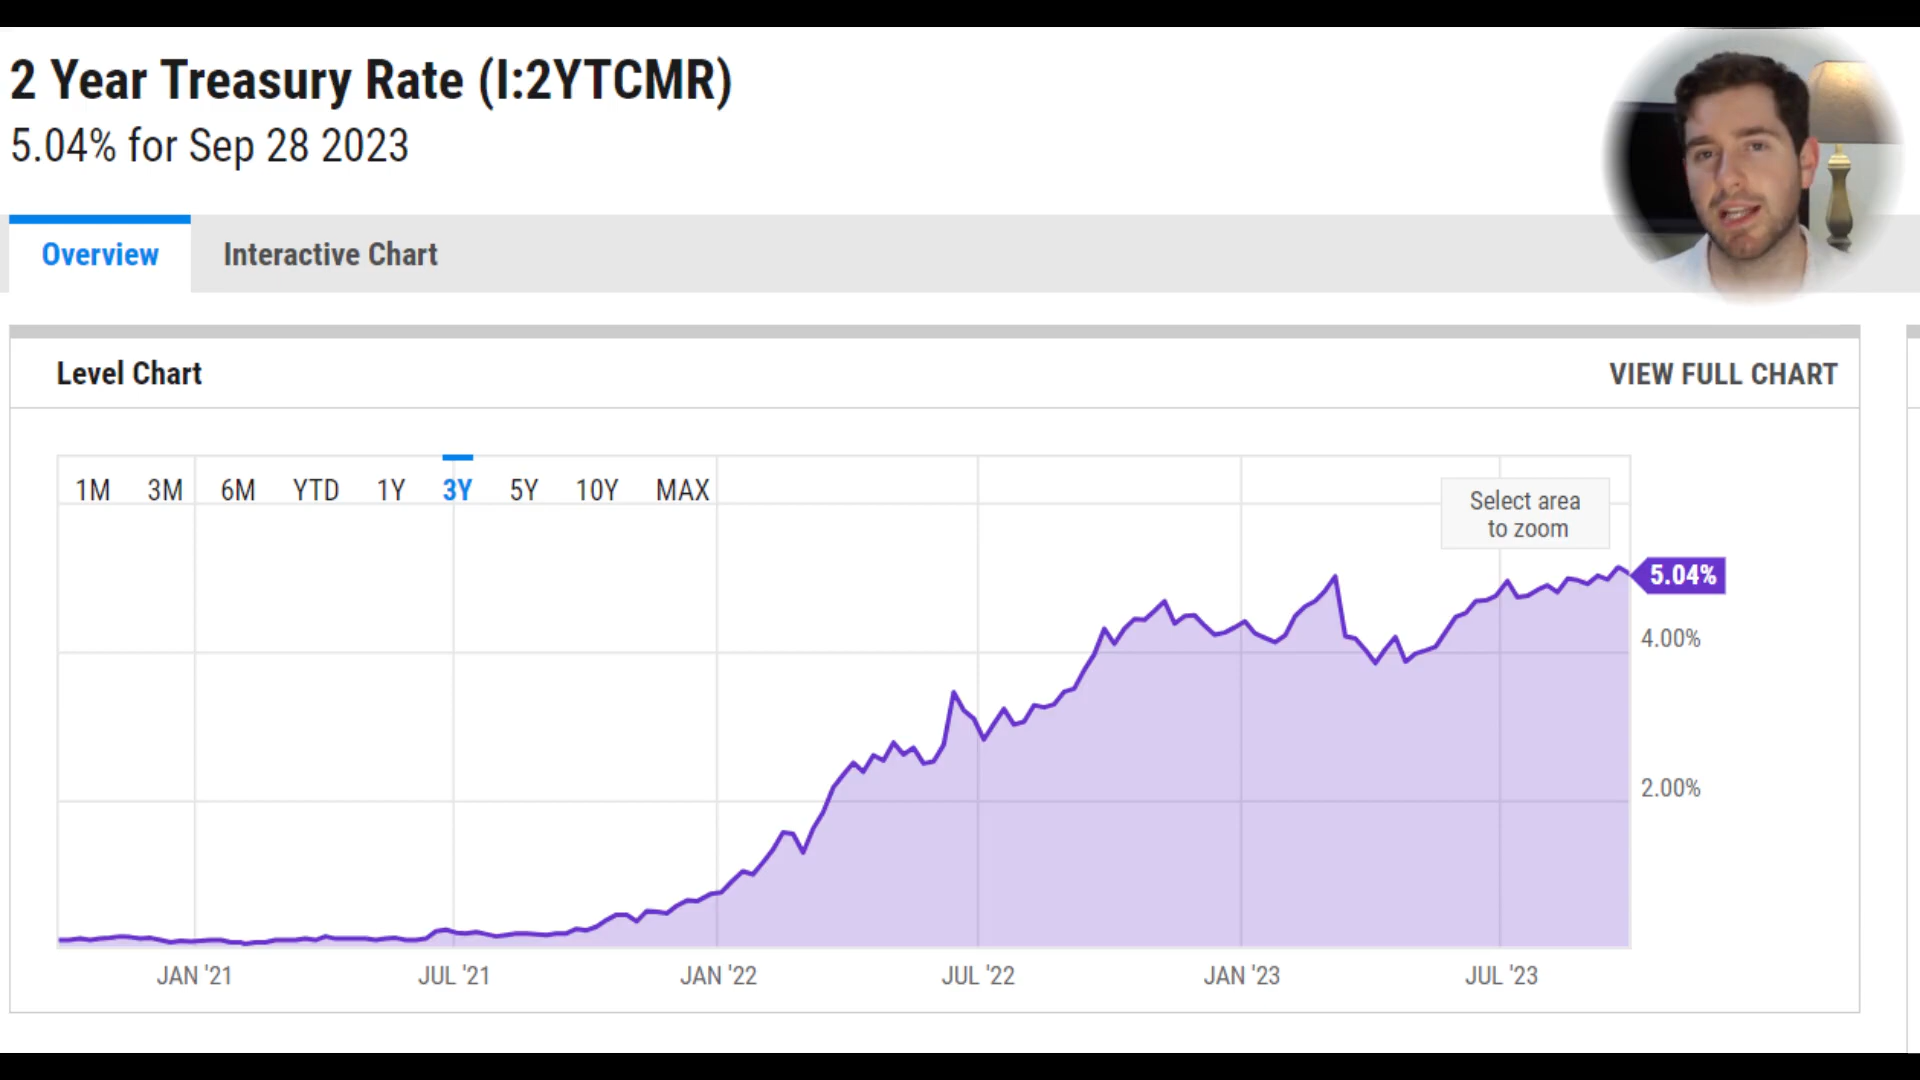 2 Year Treasury Rate (I:2YTCMR)
5.04% for Sep 28 2023
Overview
Interactive Chart
Level Chart
VIEW FULL CHART
1M 3M 6M YTD 1Y 3Y 5Y 10Y MAX
Select area
to zoom
5.04%
4.00%
2.00%
JAN '21 JUL '21 JAN '22 JUL '22 JAN '23 JUL '23